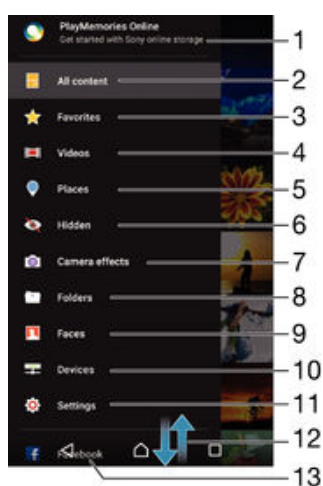 PlayMemories Online
Get started with Sony online storage
1
All content
2
Favorites
3
Videos
4
Places
5
Hidden
6
Camera effects
7
Folders
8
Faces
9
Devices
10
Settings
11
12
Facebook
13